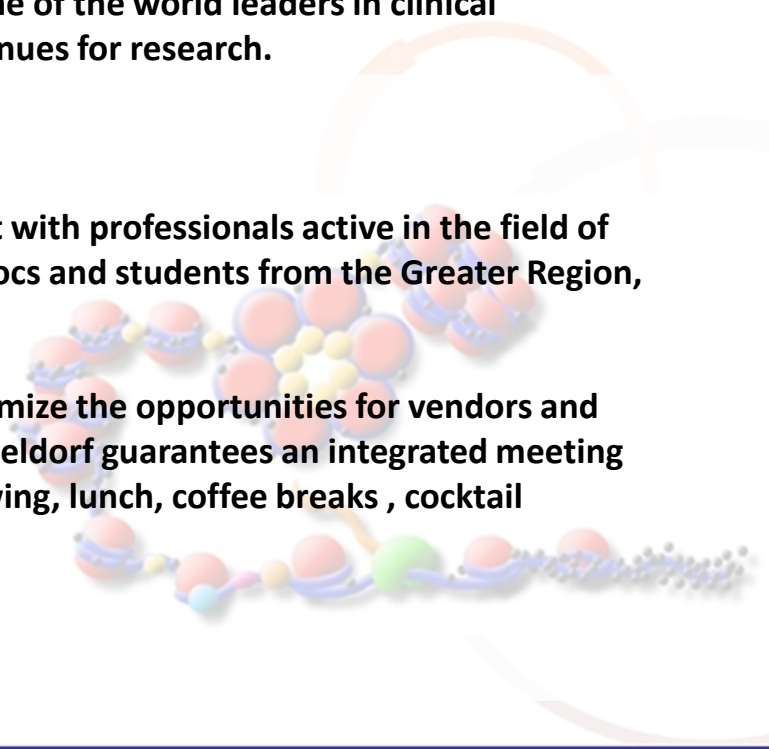 e of the world leaders in clinical
nues for research.
t with professionals active in the field of
ocs and students from the Greater Region,
mize the opportunities for vendors and
eldorf guarantees an integrated meeting
ing, lunch, coffee breaks , cocktail